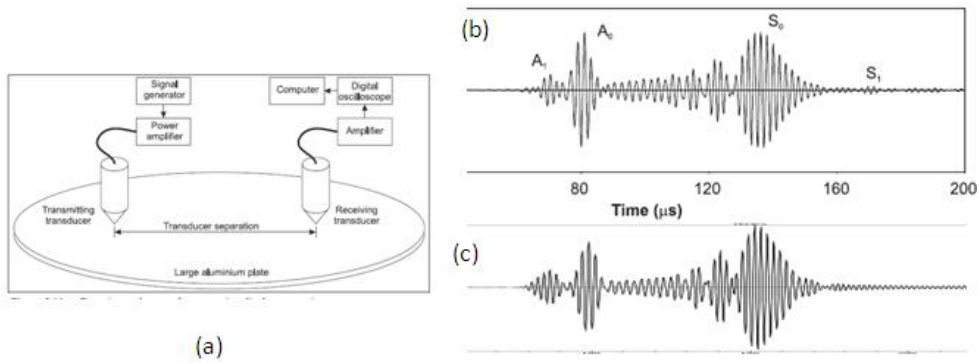 Signal
generator
Computer
Digital
oscilloscope
Power
amplifier
Amplifier
Transmitting
transducer
Receiving
transducer
Transducer separation
Large aluminium plate
(a)
(b)
A₁
A₀
S₀
S₁
80
120
160
200
Time (μs)
(c)